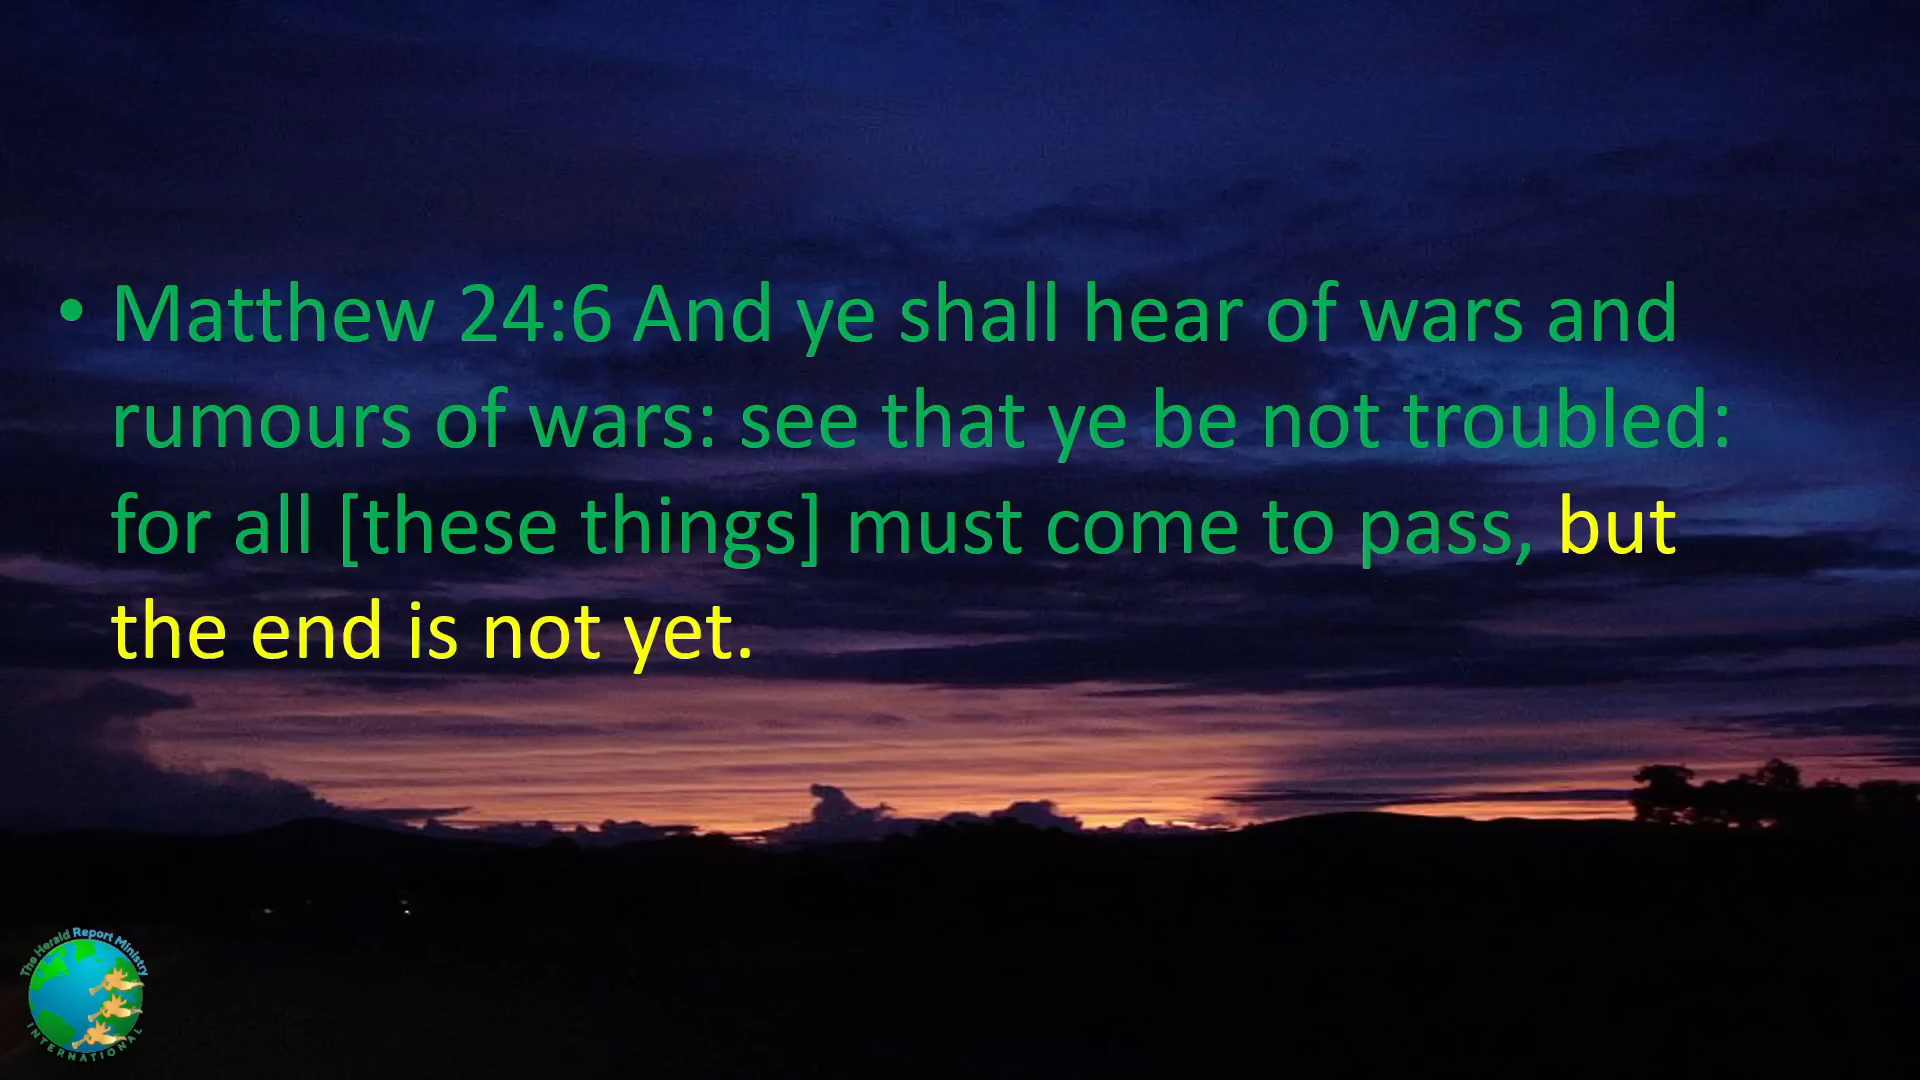 • Matthew 24:6 And ye shall hear of wars and
rumours of wars: see that ye be not troubled:
for all [these things] must come to pass, but
the end is not yet.
The Herald Report Ministry
INTERNATIONAL